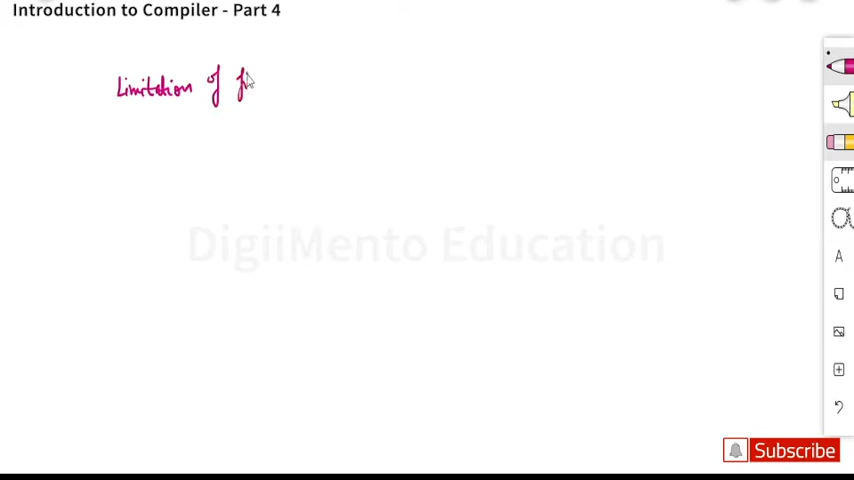 Introduction to Compiler - Part 4
Limitation of
DigiiMento Education
A
Subscribe